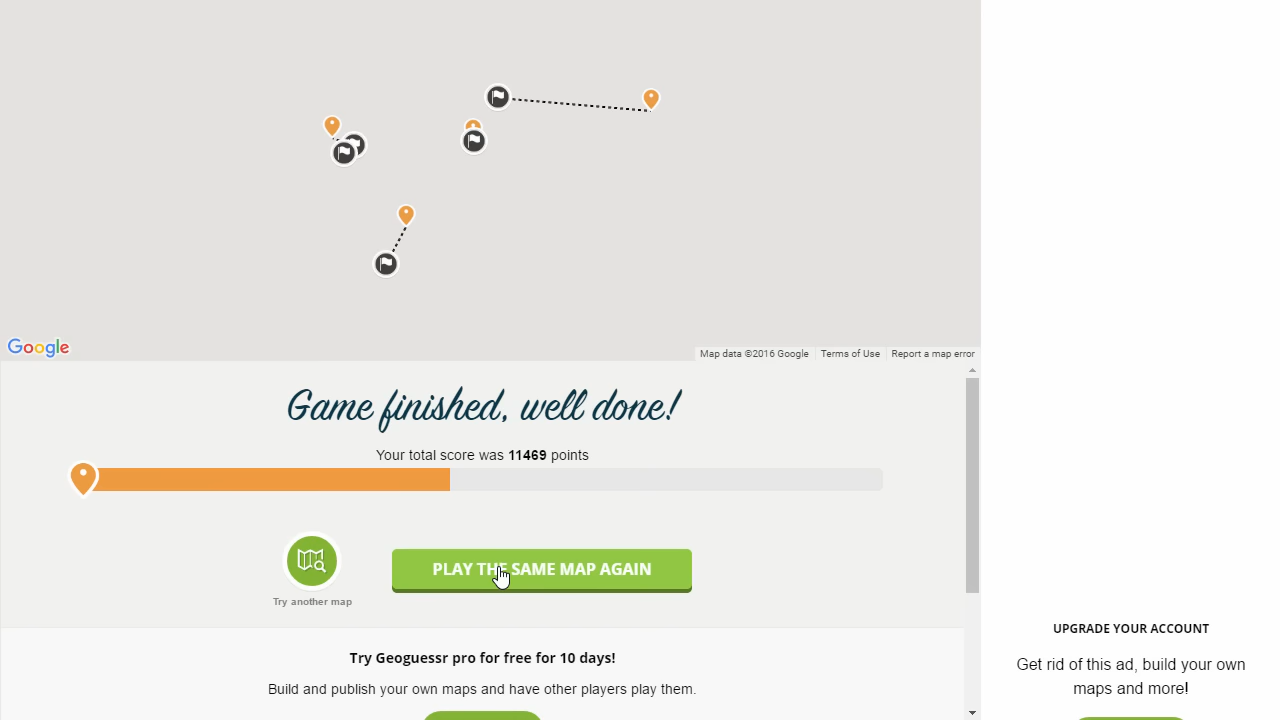 Google
Map data ©2016 Google
Terms of Use
Report a map error
Game finished, well done!
Your total score was 11469 points
PLAY THE SAME MAP AGAIN
Try another map
Try Geoguessr pro for free for 10 days!
Build and publish your own maps and have other players play them.
UPGRADE YOUR ACCOUNT
Get rid of this ad, build your own
maps and more!